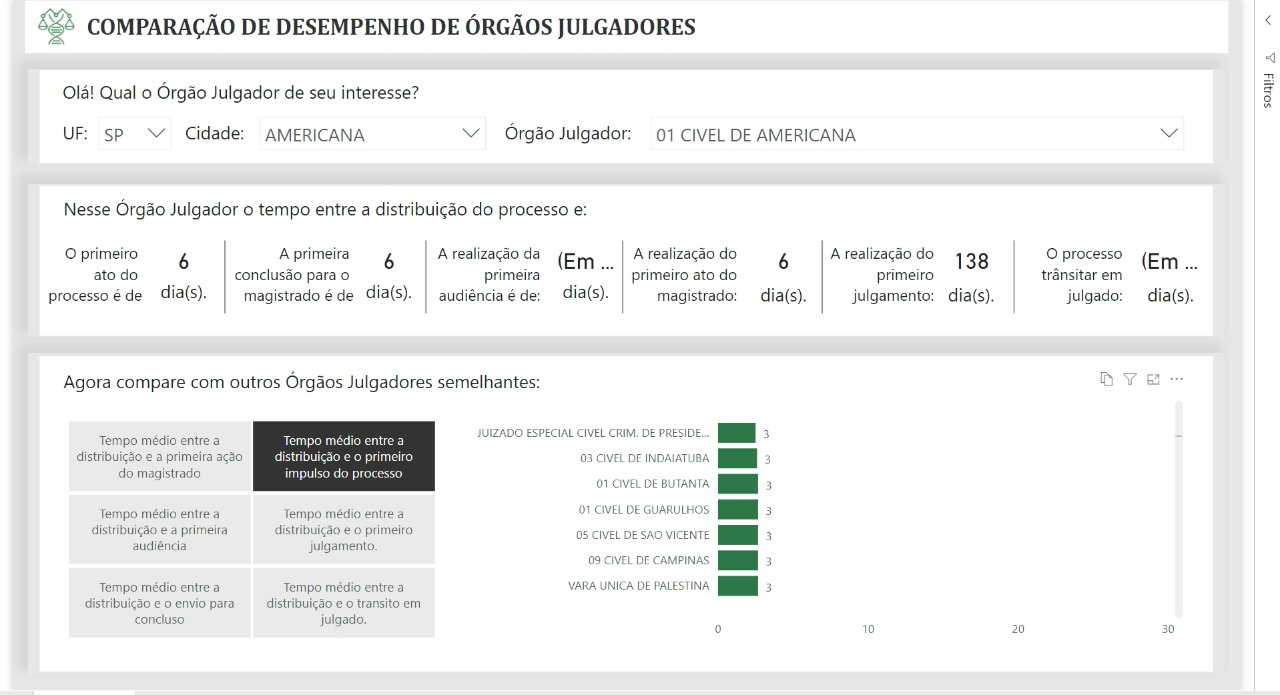 COMPARAÇÃO DE DESEMPENHO DE ÓRGÃOS JULGADORES
Filtros
Olá! Qual o Órgão Julgador de seu interesse?
UF: SP Cidade: AMERICANA Órgão Julgador: 01 CIVEL DE AMERICANA
Nesse Órgão Julgador o tempo entre a distribuição do processo e:
O primeiro
ato do
processo é de
6
dia(s).
A primeira
conclusão para o
magistrado é de
6
dia(s).
A realização da
primeira
audiência é de:
(Em ...
dia(s).
A realização do
primeiro ato do
magistrado:
6
dia(s).
A realização do
primeiro
julgamento:
138
dia(s).
O processo
trânsitar em
julgado:
(Em ...
dia(s).
Agora compare com outros Órgãos Julgadores semelhantes:
Tempo médio entre a
distribuição e a primeira ação
do magistrado
Tempo médio entre a
distribuição e o primeiro
impulso do processo
Tempo médio entre a
distribuição e a primeira
audiência
Tempo médio entre a
distribuição e o primeiro
julgamento.
Tempo médio entre a
distribuição e o envio para
concluso
Tempo médio entre a
distribuição e o transito em
julgado.
JUIZADO ESPECIAL CIVEL CRIM. DE PRESIDE... 3
03 CIVEL DE INDAIATUBA 3
01 CIVEL DE BUTANTA 3
01 CIVEL DE GUARULHOS 3
05 CIVEL DE SAO VICENTE 3
09 CIVEL DE CAMPINAS 3
VARA UNICA DE PALESTINA 3
0 10 20 30